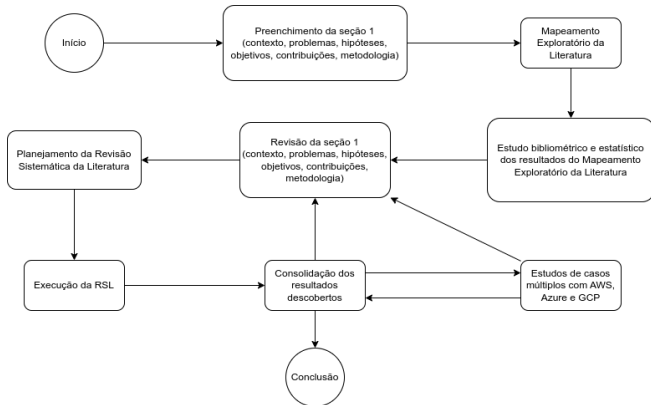 Início
Preenchimento da seção 1
(contexto, problemas, hipóteses,
objetivos, contribuições, metodologia)
Mapeamento
Exploratório da
Literatura
Planejamento da Revisão
Sistemática da Literatura
Revisão da seção 1
(contexto, problemas, hipóteses,
objetivos, contribuições,
metodologia)
Estudo bibliométrico e estatístico
dos resultados do Mapeamento
Exploratório da Literatura
Execução da RSL
Consolidação dos
resultados
descobertos
Estudos de casos
múltiplos com AWS,
Azure e GCP
Conclusão